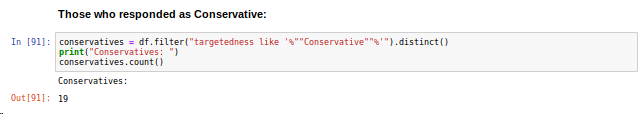 Those who responded as Conservative:
In [91]: conservatives = df.filter("targetedness like '%""Conservative""%'").distinct()
print("Conservatives: ")
conservatives.count()
Conservatives:
Out[91]: 19